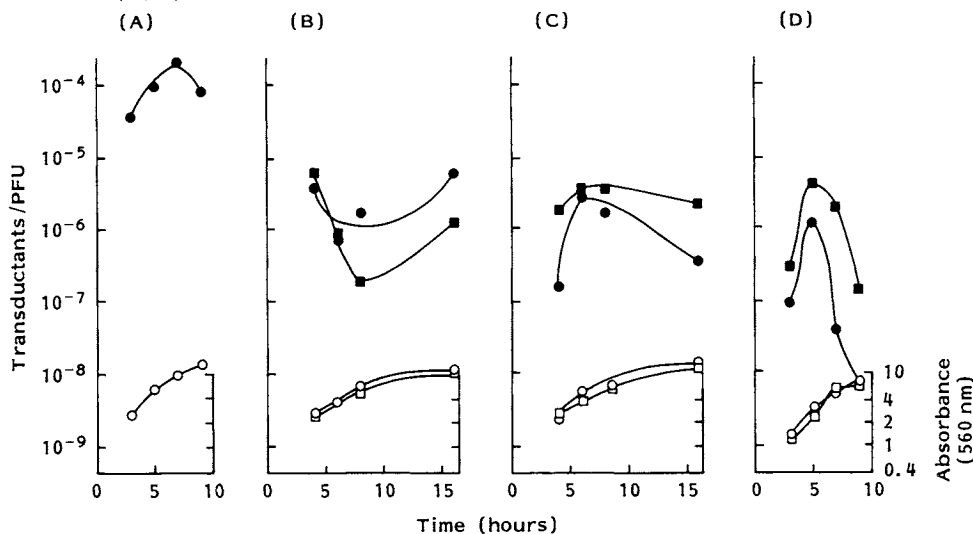 (A) (B) (C) (D)
Transductants/PFU
10⁻⁴
10⁻⁵
10⁻⁶
10⁻⁷
10⁻⁸
10⁻⁹
10
4
2
1
0.4
Absorbance
(560 nm)
0 5 10 0 5 10 15 0 5 10 15 0 5 10
Time (hours)